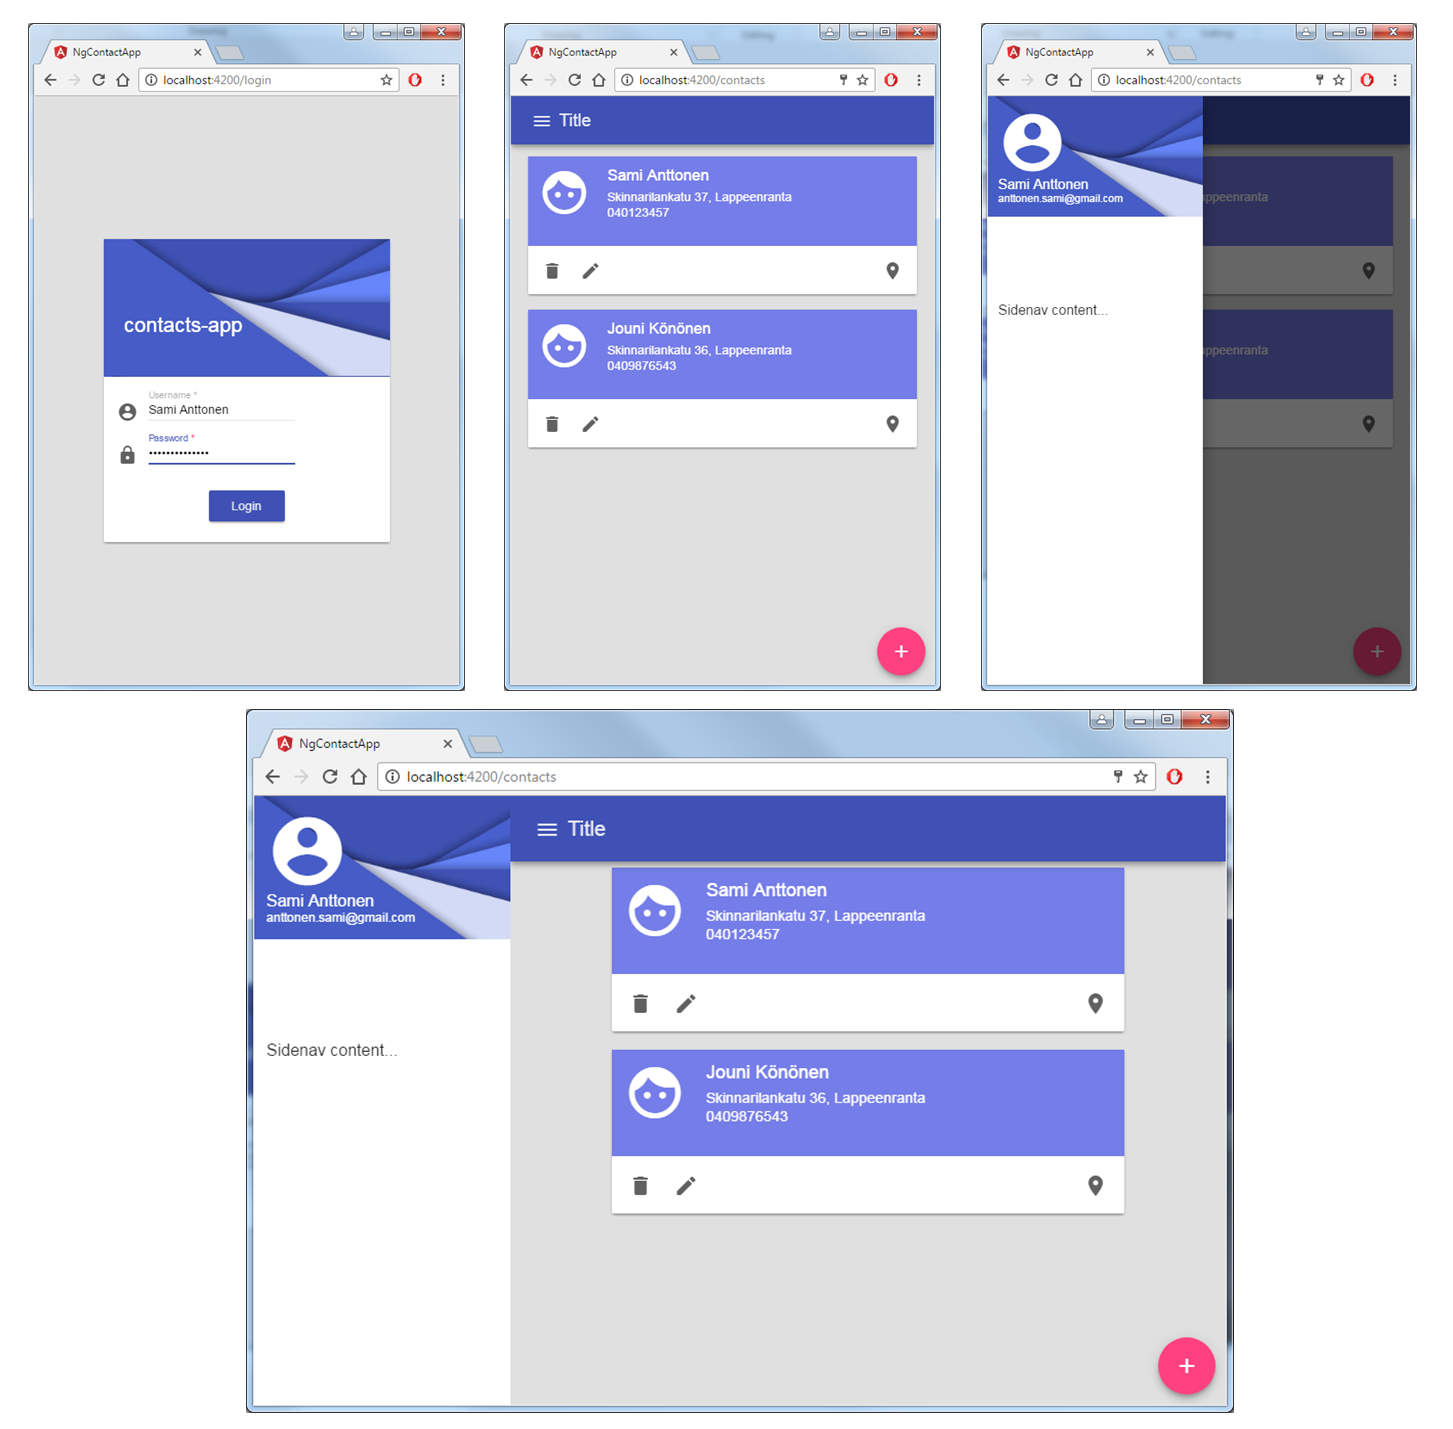 NgContactApp
localhost:4200/login
contacts-app
Username *
Sami Anttonen
Password *
••••••••••••••
Login
NgContactApp
localhost:4200/contacts
Title
Sami Anttonen
Skinnarilankatu 37, Lappeenranta
040123457
Jouni Könönen
Skinnarilankatu 36, Lappeenranta
0409876543
+
NgContactApp
localhost:4200/contacts
Sami Anttonen
anttonen.sami@gmail.com
ppeenranta
Sidenav content...
ppeenranta
+
NgContactApp
localhost:4200/contacts
Sami Anttonen
anttonen.sami@gmail.com
Sidenav content...
Title
Sami Anttonen
Skinnarilankatu 37, Lappeenranta
040123457
Jouni Könönen
Skinnarilankatu 36, Lappeenranta
0409876543
+